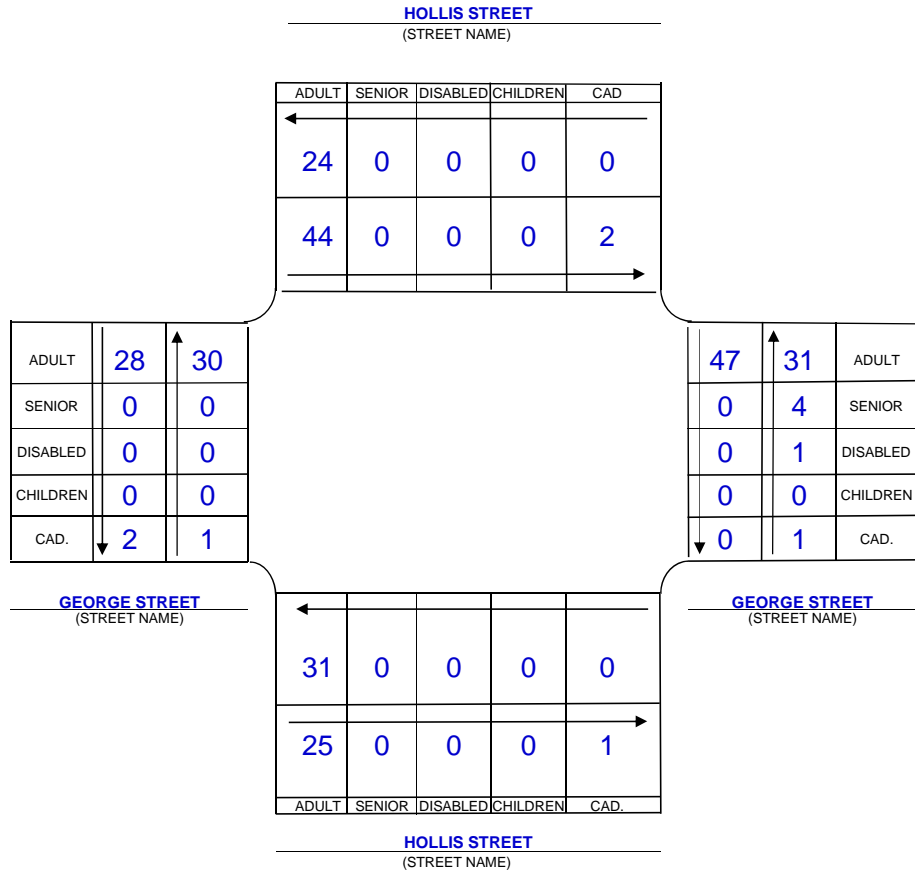 HOLLIS STREET
(STREET NAME)
ADULT SENIOR DISABLED CHILDREN CAD
24 0 0 0 0
44 0 0 0 2
ADULT 28 30
SENIOR 0 0
DISABLED 0 0
CHILDREN 0 0
CAD. 2 1
GEORGE STREET
(STREET NAME)
47 31 ADULT
0 4 SENIOR
0 1 DISABLED
0 0 CHILDREN
0 1 CAD.
GEORGE STREET
(STREET NAME)
31 0 0 0 0
25 0 0 0 1
ADULT SENIOR DISABLED CHILDREN CAD.
HOLLIS STREET
(STREET NAME)